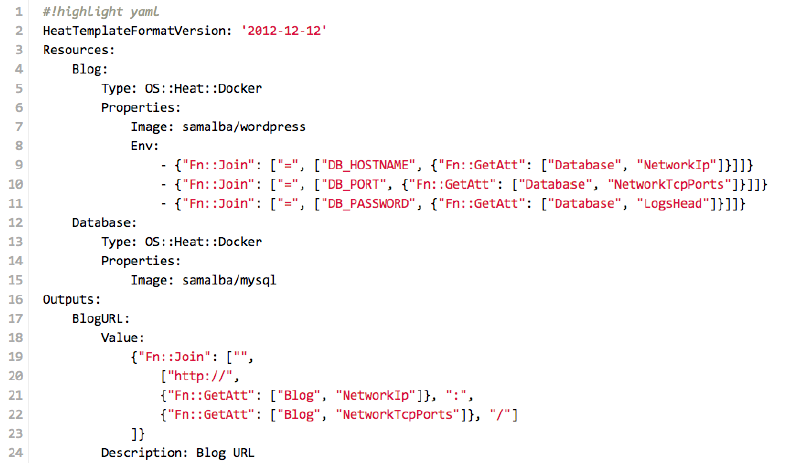 1 #!highlight yaml
2 HeatTemplateFormatVersion: '2012-12-12'
3 Resources:
4     Blog:
5         Type: OS::Heat::Docker
6         Properties:
7             Image: samalba/wordpress
8             Env:
9                 - {"Fn::Join": ["=", ["DB_HOSTNAME", {"Fn::GetAtt": ["Database", "NetworkIp"]}]]}
10                 - {"Fn::Join": ["=", ["DB_PORT", {"Fn::GetAtt": ["Database", "NetworkTcpPorts"]}]]}
11                 - {"Fn::Join": ["=", ["DB_PASSWORD", {"Fn::GetAtt": ["Database", "LogsHead"]}]]}
12     Database:
13         Type: OS::Heat::Docker
14         Properties:
15             Image: samalba/mysql
16 Outputs:
17     BlogURL:
18         Value:
19             {"Fn::Join": ["",
20                 ["http://",
21                 {"Fn::GetAtt": ["Blog", "NetworkIp"]}, ":",
22                 {"Fn::GetAtt": ["Blog", "NetworkTcpPorts"]}, "/"]
23             ]}
24         Description: Blog URL